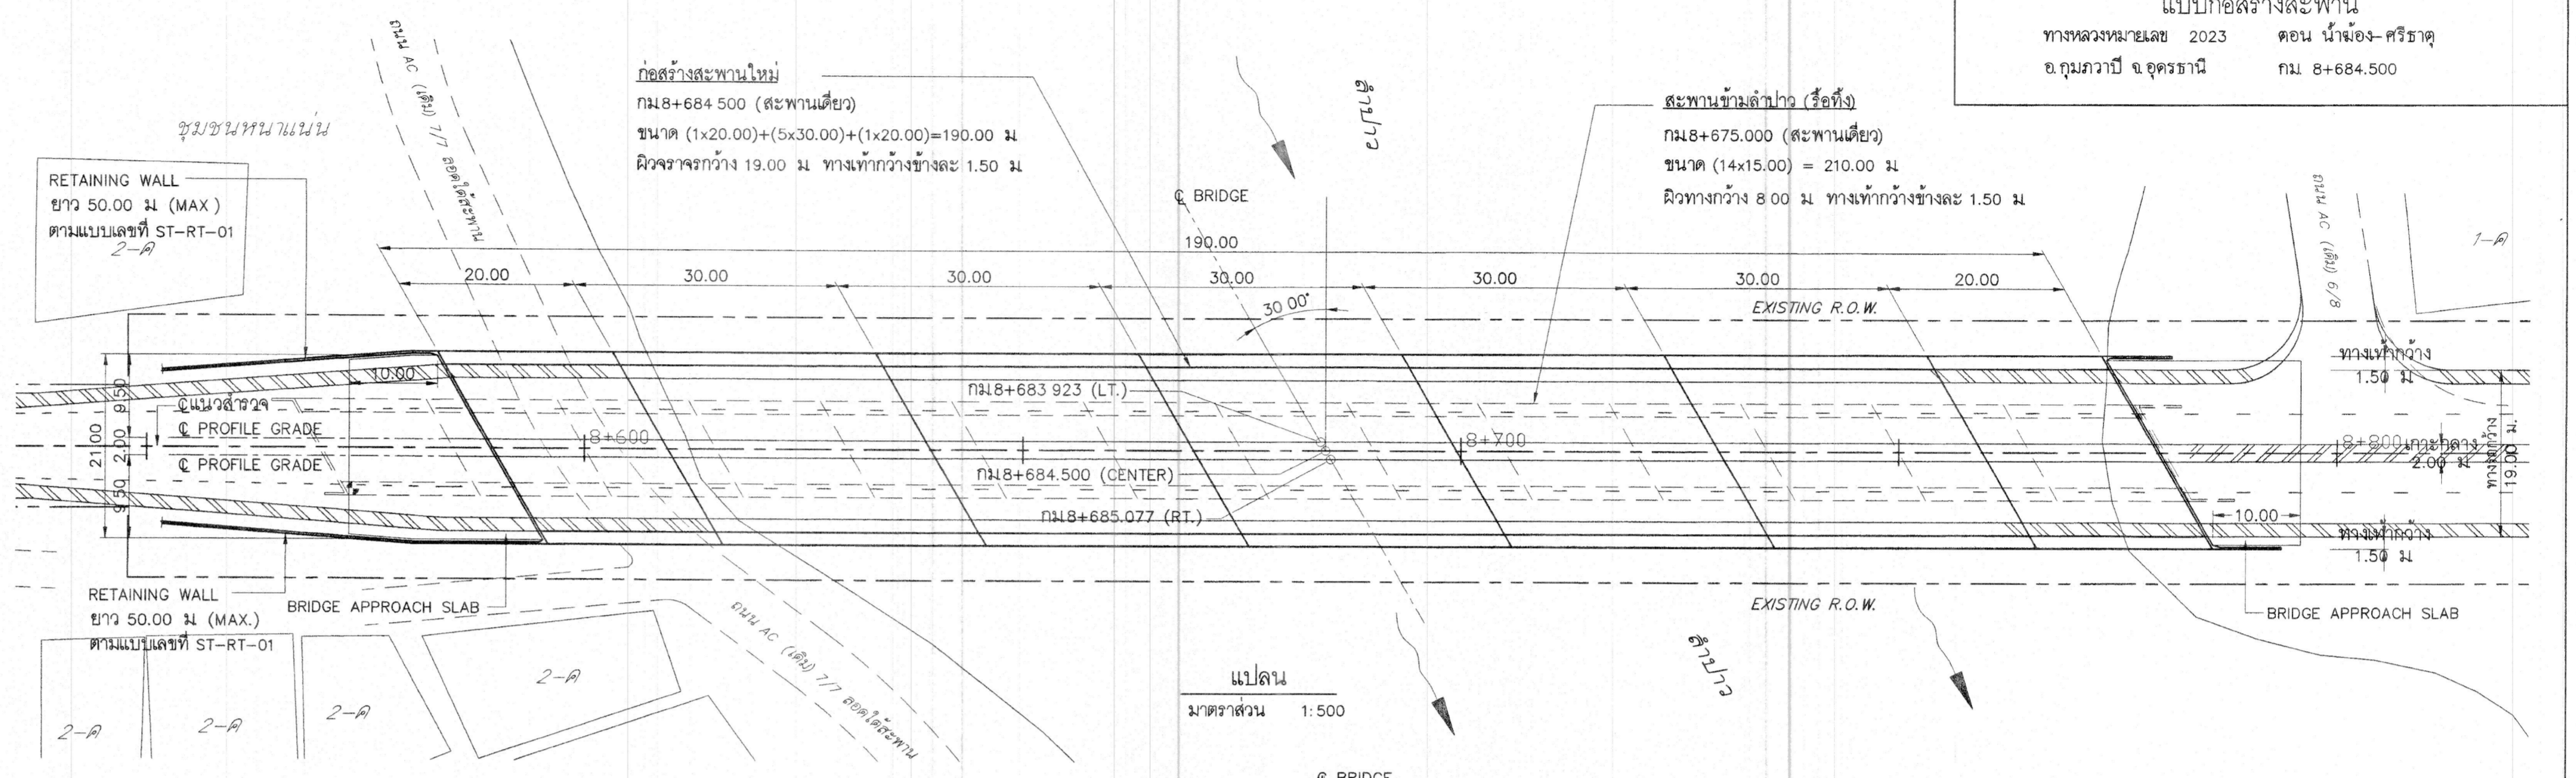 แบบก่อสร้างสะพาน
ทางหลวงหมายเลข 2023 ตอน น้ำฆ้อง-ศรีธาตุ
อ.กุมภวาปี จ.อุดรธานี กม. 8+684.500
ก่อสร้างสะพานใหม่
กม.8+684 500 (สะพานเดี่ยว)
ขนาด (1x20.00)+(5x30.00)+(1x20.00)=190.00 ม
ผิวจราจรกว้าง 19.00 ม ทางเท้ากว้างข้างละ 1.50 ม
สะพานข้ามลำปาว (รื้อทิ้ง)
กม.8+675.000 (สะพานเดี่ยว)
ขนาด (14x15.00) = 210.00 ม
ผิวทางกว้าง 8 00 ม ทางเท้ากว้างข้างละ 1.50 ม
ชุมชนหนาแน่น
RETAINING WALL
ยาว 50.00 ม (MAX )
ตามแบบเลขที่ ST-RT-01
2-ค
ถนน AC (เดิม) 7/7 ลอดใต้สะพาน
ลำปาว
℄ BRIDGE
ถนน AC (เดิม) 6/8
1-ค
190.00
20.00 30.00 30.00 30.00 30.00 30.00 20.00
30 00°
EXISTING R.O.W.
ทางเท้ากว้าง
1.50 ม
10.00
กม.8+683 923 (LT.)
℄แนวสำรวจ
℄ PROFILE GRADE
8+600 8+700 8+800
เกาะกลาง
2.00 ม
℄ PROFILE GRADE
กม.8+684.500 (CENTER)
กม.8+685.077 (RT.)
9 50
2.00
9 50
21 00
ทางรถกว้าง
19.00 ม.
10.00
ทางเท้ากว้าง
1.50 ม
RETAINING WALL
ยาว 50.00 ม (MAX.)
ตามแบบเลขที่ ST-RT-01
BRIDGE APPROACH SLAB
EXISTING R.O.W.
BRIDGE APPROACH SLAB
ถนน AC (เดิม) 7/7 ลอดใต้สะพาน
ลำปาว
2-ค
2-ค
2-ค
2-ค
แปลน
มาตราส่วน 1:500
℄ BRIDGE